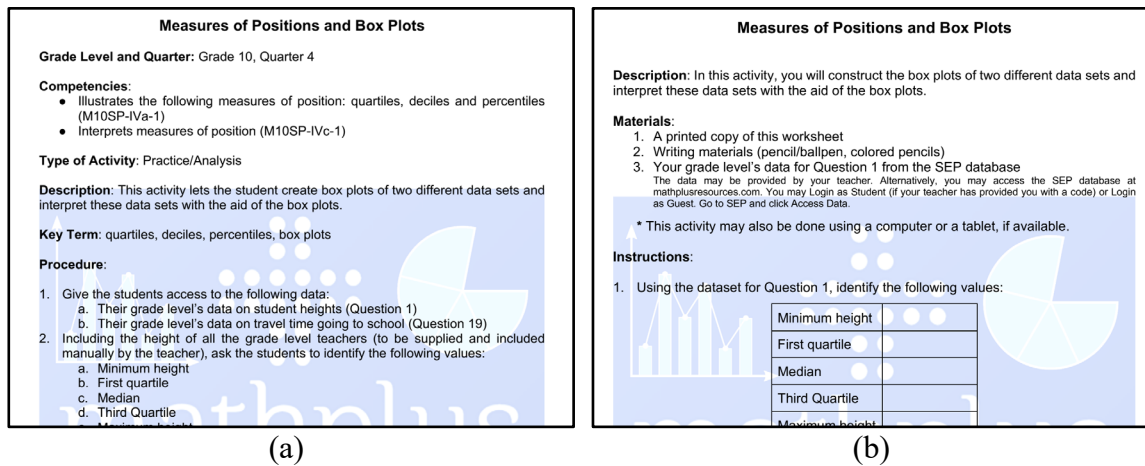 Measures of Positions and Box Plots
Grade Level and Quarter: Grade 10, Quarter 4
Competencies:
● Illustrates the following measures of position: quartiles, deciles and percentiles
(M10SP-IVa-1)
● Interprets measures of position (M10SP-IVc-1)
Type of Activity: Practice/Analysis
Description: This activity lets the student create box plots of two different data sets and
interpret these data sets with the aid of the box plots.
Key Term: quartiles, deciles, percentiles, box plots
Procedure:
1. Give the students access to the following data:
a. Their grade level's data on student heights (Question 1)
b. Their grade level's data on travel time going to school (Question 19)
2. Including the height of all the grade level teachers (to be supplied and included
manually by the teacher), ask the students to identify the following values:
a. Minimum height
b. First quartile
c. Median
d. Third Quartile
e. Maximum height
mathplus
(a)
Measures of Positions and Box Plots
Description: In this activity, you will construct the box plots of two different data sets and
interpret these data sets with the aid of the box plots.
Materials:
1. A printed copy of this worksheet
2. Writing materials (pencil/ballpen, colored pencils)
3. Your grade level's data for Question 1 from the SEP database
The data may be provided by your teacher. Alternatively, you may access the SEP database at
mathplusresources.com. You may Login as Student (if your teacher has provided you with a code) or Login
as Guest. Go to SEP and click Access Data.
* This activity may also be done using a computer or a tablet, if available.
Instructions:
1. Using the dataset for Question 1, identify the following values:
Minimum height
First quartile
Median
Third Quartile
Maximum height
(b)